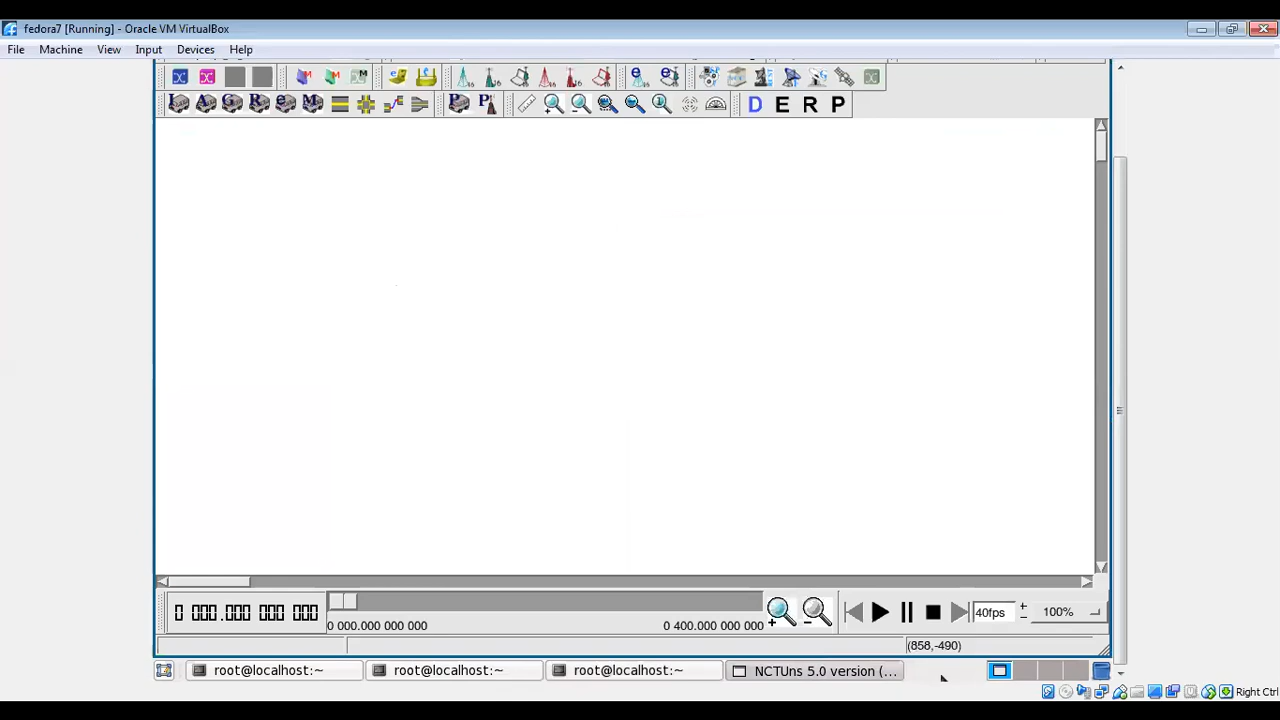 fedora7 [Running] - Oracle VM VirtualBox
File Machine View Input Devices Help
D E R P
0 000.000 000 000
0 000.000 000 000
0 400.000 000 000
40fps
100%
(858,-490)
root@localhost:~
root@localhost:~
root@localhost:~
NCTUns 5.0 version (...
Right Ctrl